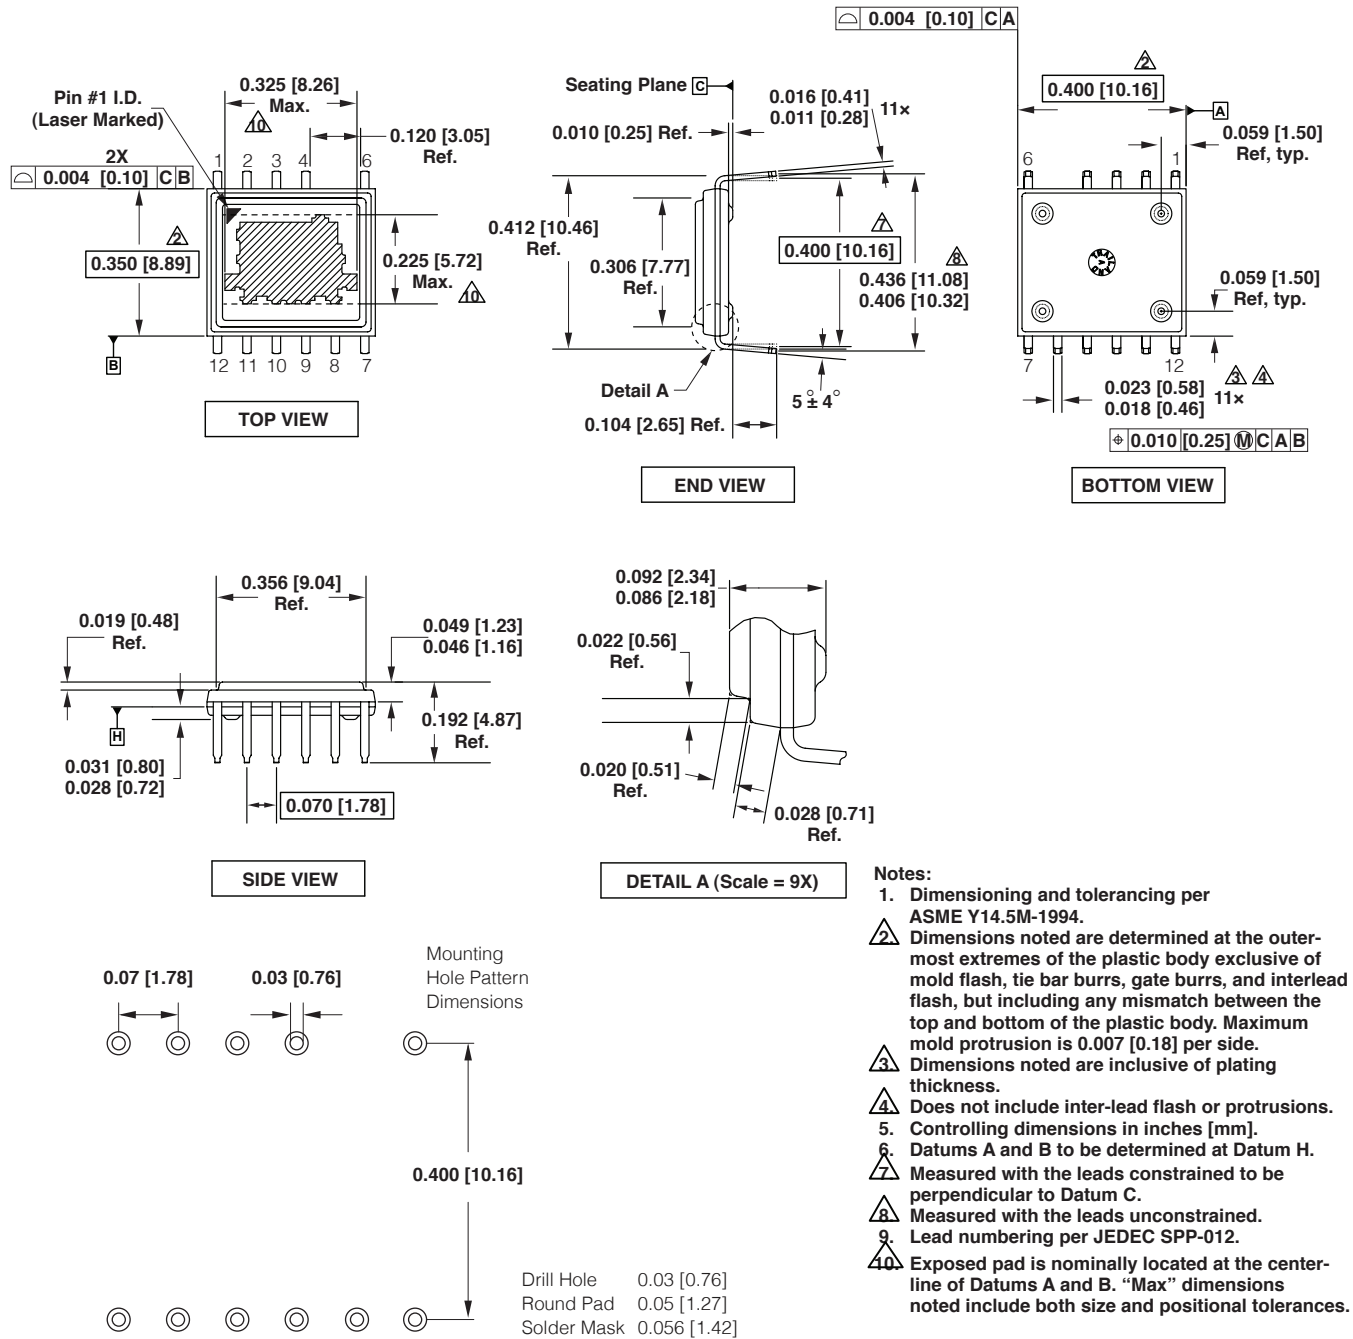 0.004 [0.10] C A
Pin #1 I.D.
(Laser Marked)
0.325 [8.26]
Max.
10
0.120 [3.05]
Ref.
2X
0.004 [0.10] C B
1 2 3 4 6
2
0.350 [8.89]
0.225 [5.72]
Max.
10
B
12 11 10 9 8 7
TOP VIEW
Seating Plane C
0.010 [0.25] Ref.
0.016 [0.41]
0.011 [0.28]
11×
0.412 [10.46]
Ref.
0.306 [7.77]
Ref.
7
0.400 [10.16]
8
0.436 [11.08]
0.406 [10.32]
Detail A
5 ± 4°
0.104 [2.65] Ref.
END VIEW
2
0.400 [10.16]
A
0.059 [1.50]
Ref, typ.
6 1
0.059 [1.50]
Ref, typ.
7 12
0.023 [0.58]
0.018 [0.46]
11×
3 4
⌖ 0.010 [0.25] Ⓜ C A B
BOTTOM VIEW
0.356 [9.04]
Ref.
0.019 [0.48]
Ref.
0.049 [1.23]
0.046 [1.16]
0.192 [4.87]
Ref.
H
0.031 [0.80]
0.028 [0.72]
0.070 [1.78]
SIDE VIEW
0.092 [2.34]
0.086 [2.18]
0.022 [0.56]
Ref.
0.020 [0.51]
Ref.
0.028 [0.71]
Ref.
DETAIL A (Scale = 9X)
Mounting
Hole Pattern
Dimensions
0.07 [1.78]
0.03 [0.76]
0.400 [10.16]
Drill Hole 0.03 [0.76]
Round Pad 0.05 [1.27]
Solder Mask 0.056 [1.42]
Notes:
1. Dimensioning and tolerancing per
ASME Y14.5M-1994.
2. Dimensions noted are determined at the outer-
most extremes of the plastic body exclusive of
mold flash, tie bar burrs, gate burrs, and interlead
flash, but including any mismatch between the
top and bottom of the plastic body. Maximum
mold protrusion is 0.007 [0.18] per side.
3. Dimensions noted are inclusive of plating
thickness.
4. Does not include inter-lead flash or protrusions.
5. Controlling dimensions in inches [mm].
6. Datums A and B to be determined at Datum H.
7. Measured with the leads constrained to be
perpendicular to Datum C.
8. Measured with the leads unconstrained.
9. Lead numbering per JEDEC SPP-012.
10. Exposed pad is nominally located at the center-
line of Datums A and B. “Max” dimensions
noted include both size and positional tolerances.